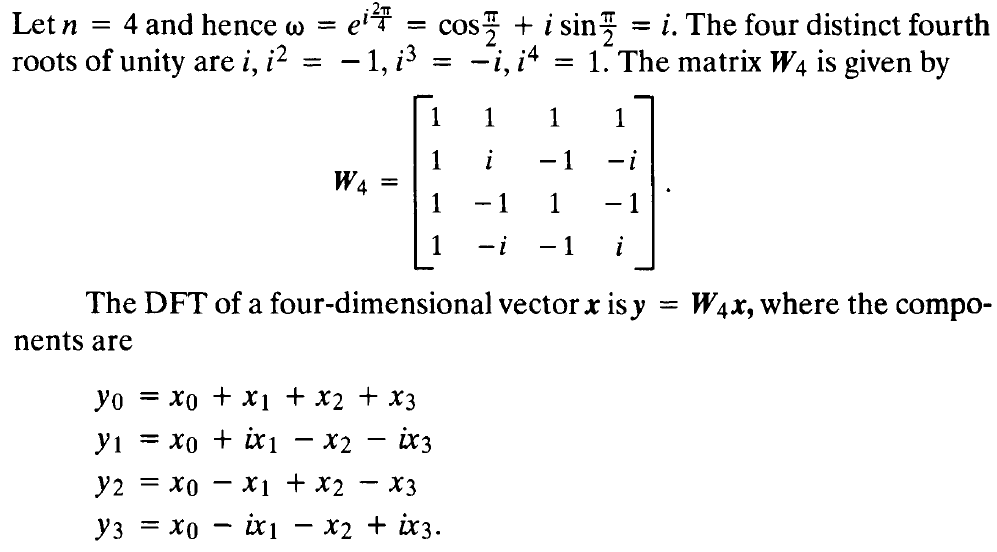 Let n = 4 and hence ω = e^{i 2π/4} = cos π/2 + i sin π/2 = i. The four distinct fourth
roots of unity are i, i² = −1, i³ = −i, i⁴ = 1. The matrix W₄ is given by
1 1 1 1
1 i −1 −i
W₄ =
1 −1 1 −1
.
1 −i −1 i
The DFT of a four-dimensional vector x is y = W₄x, where the compo-
nents are
y₀ = x₀ + x₁ + x₂ + x₃
y₁ = x₀ + ix₁ − x₂ − ix₃
y₂ = x₀ − x₁ + x₂ − x₃
y₃ = x₀ − ix₁ − x₂ + ix₃.